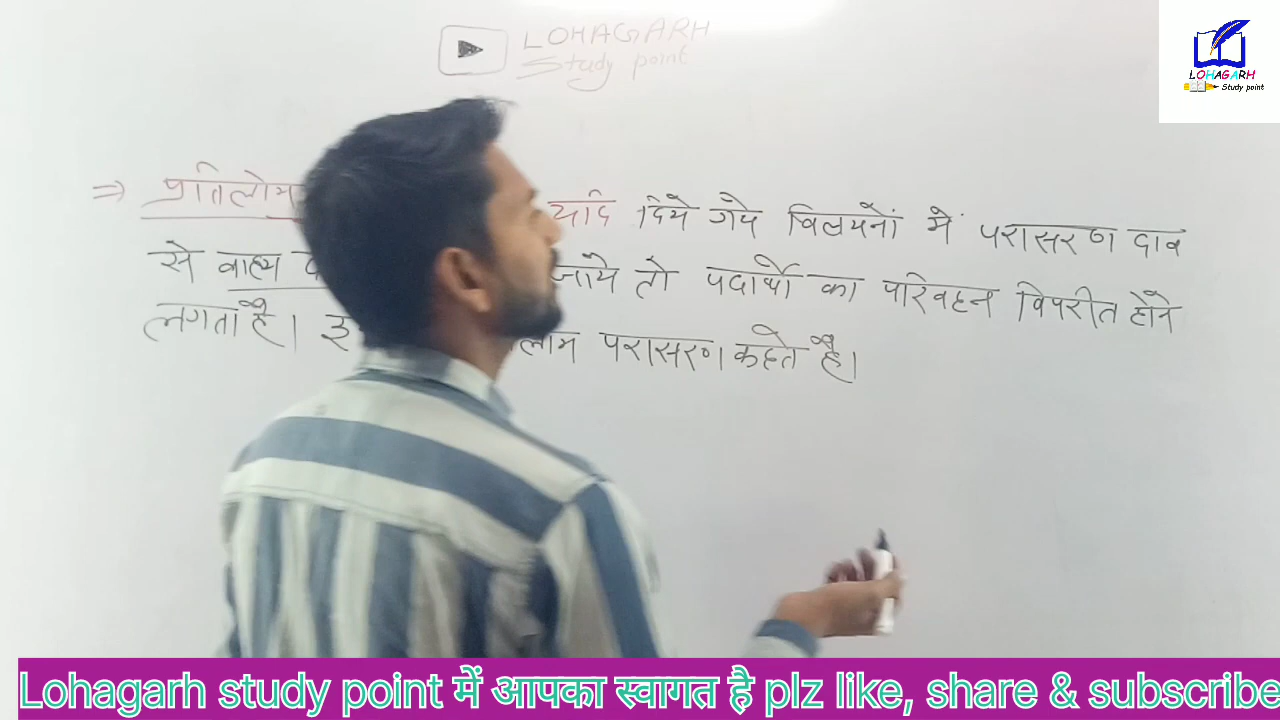 LOHAGARH
Study point
LOHAGARH
Study point
⇒ प्रतिलोम यदि दिये गये विलयनों में परासरण दाव
से वाह्य जाये तो पदार्थो का परिवहन विपरीत होने
लगता है। परासरण कहते है।
Lohagarh study point में आपका स्वागत है plz like, share & subscribe